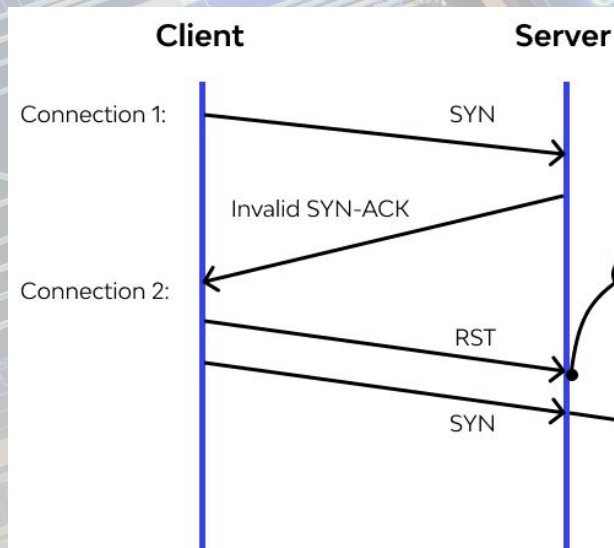 Client Server
Connection 1: SYN
Invalid SYN-ACK
Connection 2:
RST
SYN